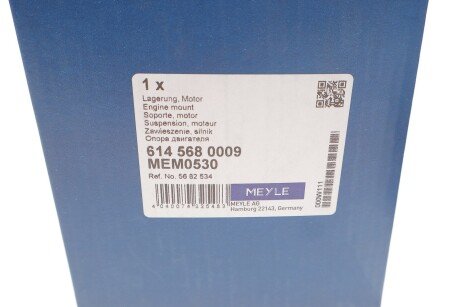 1 x
Lagerung, Motor
Engine mount
Soporte, motor
Suspension, moteur
Zawieszenie, silnik
Опора двигателя
614 568 0009
MEM0530
Ref. No. 56 82 534
MEYLE
MEYLE AG
Hamburg 22143, Germany